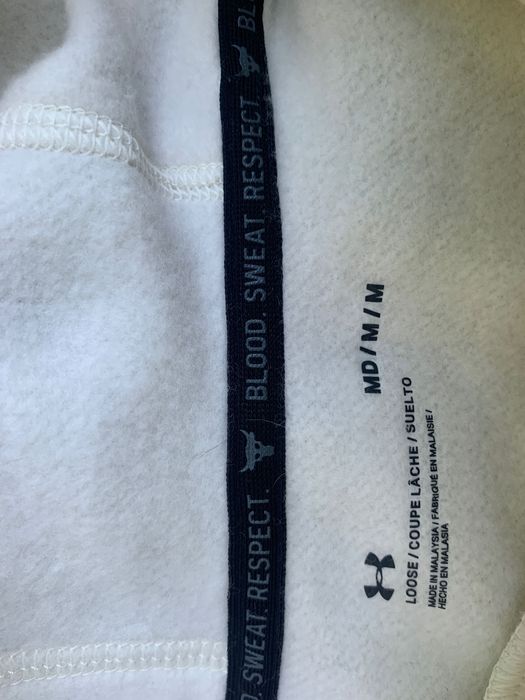 D. SWEAT. RESPECT. BLOOD. SWEAT. RESPECT. BL
MD / M / M
LOOSE / COUPE LÂCHE / SUELTO
MADE IN MALAYSIA / FABRIQUÉ EN MALAISIE /
HECHO EN MALASIA